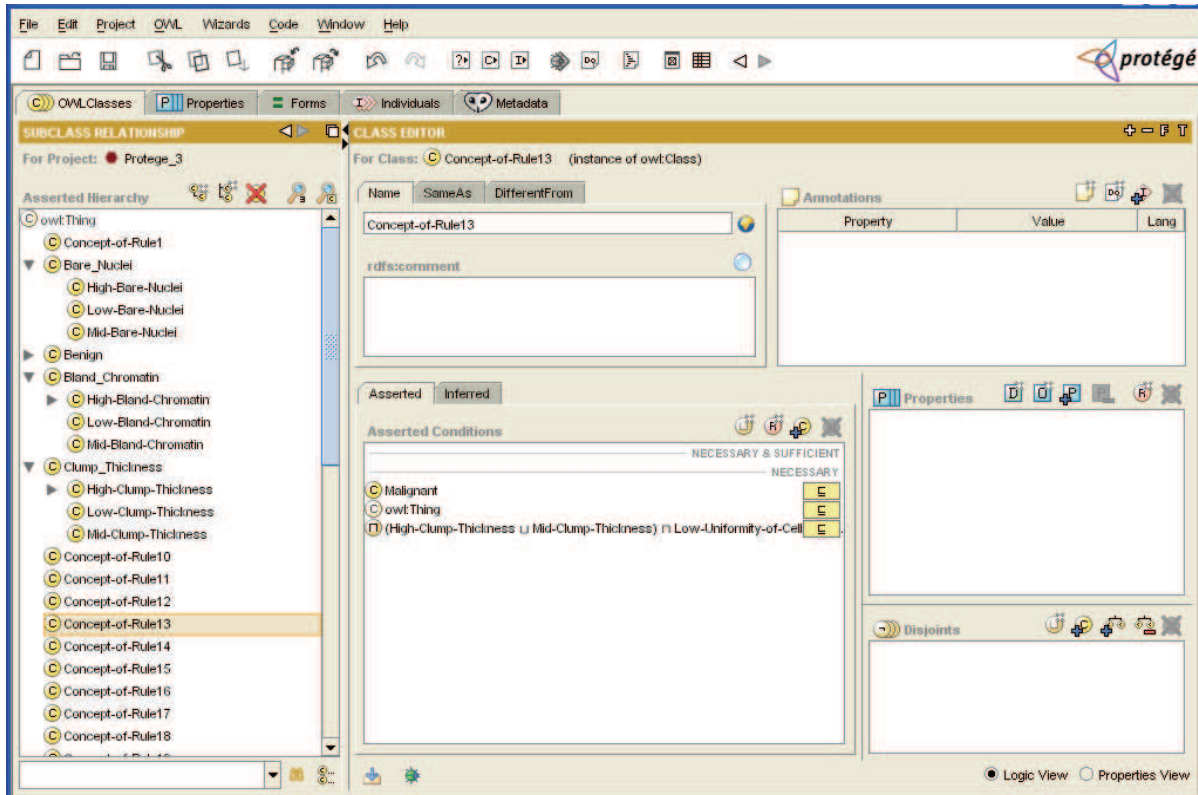 File Edit Project OWL Wizards Code Window Help
protégé
OWLClasses Properties Forms Individuals Metadata
SUBCLASS RELATIONSHIP
For Project: Protege_3
Asserted Hierarchy
owl:Thing
Concept-of-Rule1
Bare_Nuclei
High-Bare-Nuclei
Low-Bare-Nuclei
Mid-Bare-Nuclei
Benign
Bland_Chromatin
High-Bland-Chromatin
Low-Bland-Chromatin
Mid-Bland-Chromatin
Clump_Thickness
High-Clump-Thickness
Low-Clump-Thickness
Mid-Clump-Thickness
Concept-of-Rule10
Concept-of-Rule11
Concept-of-Rule12
Concept-of-Rule13
Concept-of-Rule14
Concept-of-Rule15
Concept-of-Rule16
Concept-of-Rule17
Concept-of-Rule18
CLASS EDITOR
For Class: Concept-of-Rule13 (instance of owl:Class)
Name SameAs DifferentFrom
Concept-of-Rule13
rdfs:comment
Annotations
Property Value Lang
Asserted Inferred
Asserted Conditions
NECESSARY & SUFFICIENT
NECESSARY
Malignant ⊑
owl:Thing ⊑
(High-Clump-Thickness ⊔ Mid-Clump-Thickness) ⊓ Low-Uniformity-of-Cell ⊑
Properties
Disjoints
Logic View Properties View